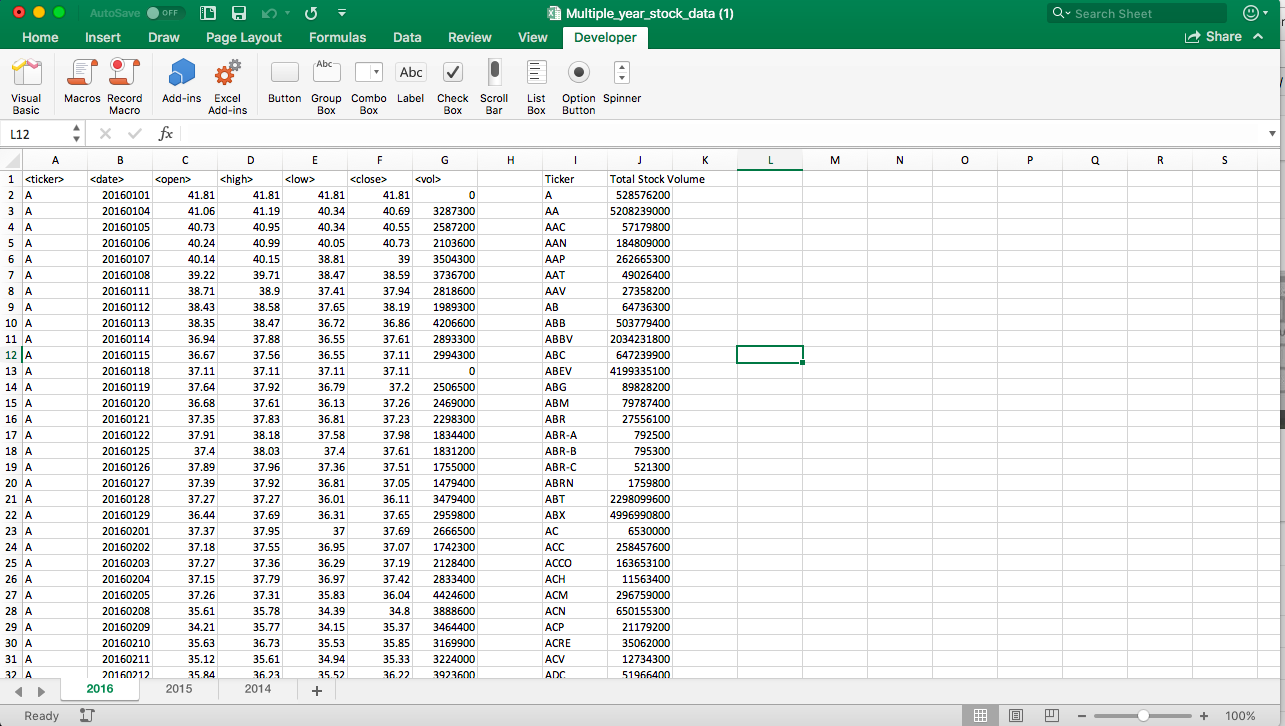 AutoSave OFF Multiple_year_stock_data (1) Search Sheet
Home Insert Draw Page Layout Formulas Data Review View Developer Share
Abc Abc
Visual Basic Macros Record Macro Add-ins Excel Add-ins Button Group Box Combo Box Label Check Box Scroll Bar List Box Option Button Spinner
L12 fx
A B C D E F G H I J K L M N O P Q R S
1 <ticker> <date> <open> <high> <low> <close> <vol> Ticker Total Stock Volume
2 A 20160101 41.81 41.81 41.81 41.81 0 A 528576200
3 A 20160104 41.06 41.19 40.34 40.69 3287300 AA 5208239000
4 A 20160105 40.73 40.95 40.34 40.55 2587200 AAC 57179800
5 A 20160106 40.24 40.99 40.05 40.73 2103600 AAN 184809000
6 A 20160107 40.14 40.15 38.81 39 3504300 AAP 262665300
7 A 20160108 39.22 39.71 38.47 38.59 3736700 AAT 49026400
8 A 20160111 38.71 38.9 37.41 37.94 2818600 AAV 27358200
9 A 20160112 38.43 38.58 37.65 38.19 1989300 AB 64736300
10 A 20160113 38.35 38.47 36.72 36.86 4206600 ABB 503779400
11 A 20160114 36.94 37.88 36.55 37.61 2893300 ABBV 2034231800
12 A 20160115 36.67 37.56 36.55 37.11 2994300 ABC 647239900
13 A 20160118 37.11 37.11 37.11 37.11 0 ABEV 4199335100
14 A 20160119 37.64 37.92 36.79 37.2 2506500 ABG 89828200
15 A 20160120 36.68 37.61 36.13 37.26 2469000 ABM 79787400
16 A 20160121 37.35 37.83 36.81 37.23 2298300 ABR 27556100
17 A 20160122 37.91 38.18 37.58 37.98 1834400 ABR-A 792500
18 A 20160125 37.4 38.03 37.4 37.61 1831200 ABR-B 795300
19 A 20160126 37.89 37.96 37.36 37.51 1755000 ABR-C 521300
20 A 20160127 37.39 37.92 36.81 37.05 1479400 ABRN 1759800
21 A 20160128 37.27 37.27 36.01 36.11 3479400 ABT 2298099600
22 A 20160129 36.44 37.69 36.31 37.65 2959800 ABX 4996990800
23 A 20160201 37.37 37.95 37 37.69 2666500 AC 6530000
24 A 20160202 37.18 37.55 36.95 37.07 1742300 ACC 258457600
25 A 20160203 37.27 37.36 36.29 37.19 2128400 ACCO 163653100
26 A 20160204 37.15 37.79 36.97 37.42 2833400 ACH 11563400
27 A 20160205 37.26 37.31 35.83 36.04 4424600 ACM 296759000
28 A 20160208 35.61 35.78 34.39 34.8 3888600 ACN 650155300
29 A 20160209 34.21 35.77 34.15 35.37 3464400 ACP 21179200
30 A 20160210 35.63 36.73 35.53 35.85 3169900 ACRE 35062000
31 A 20160211 35.12 35.61 34.94 35.33 3224000 ACV 12734300
32 A 20160212 35.84 36.23 35.52 36.22 3923600 ADC 51966400
2016 2015 2014
Ready 100%